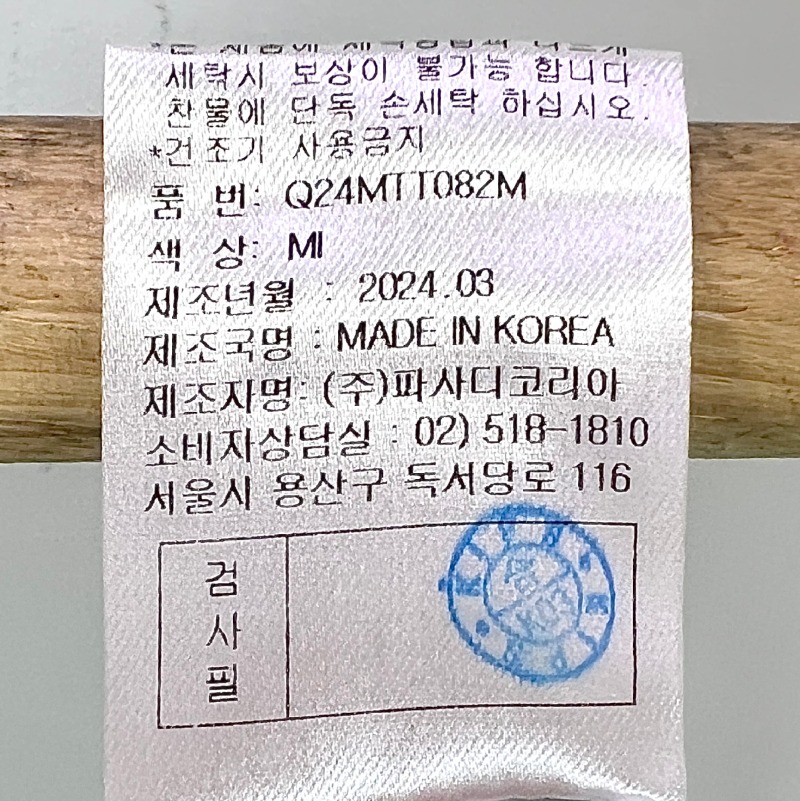 세탁시 보상이 불가능 합니다.
찬물에 단독 손세탁 하십시오.
*건조기 사용금지
품 번: Q24MTT082M
색 상: MI
제조년월 : 2024.03
제조국명 : MADE IN KOREA
제조자명: (주)파사디코리아
소비자상담실 : 02) 518-1810
서울시 용산구 독서당로 116
검
사
필